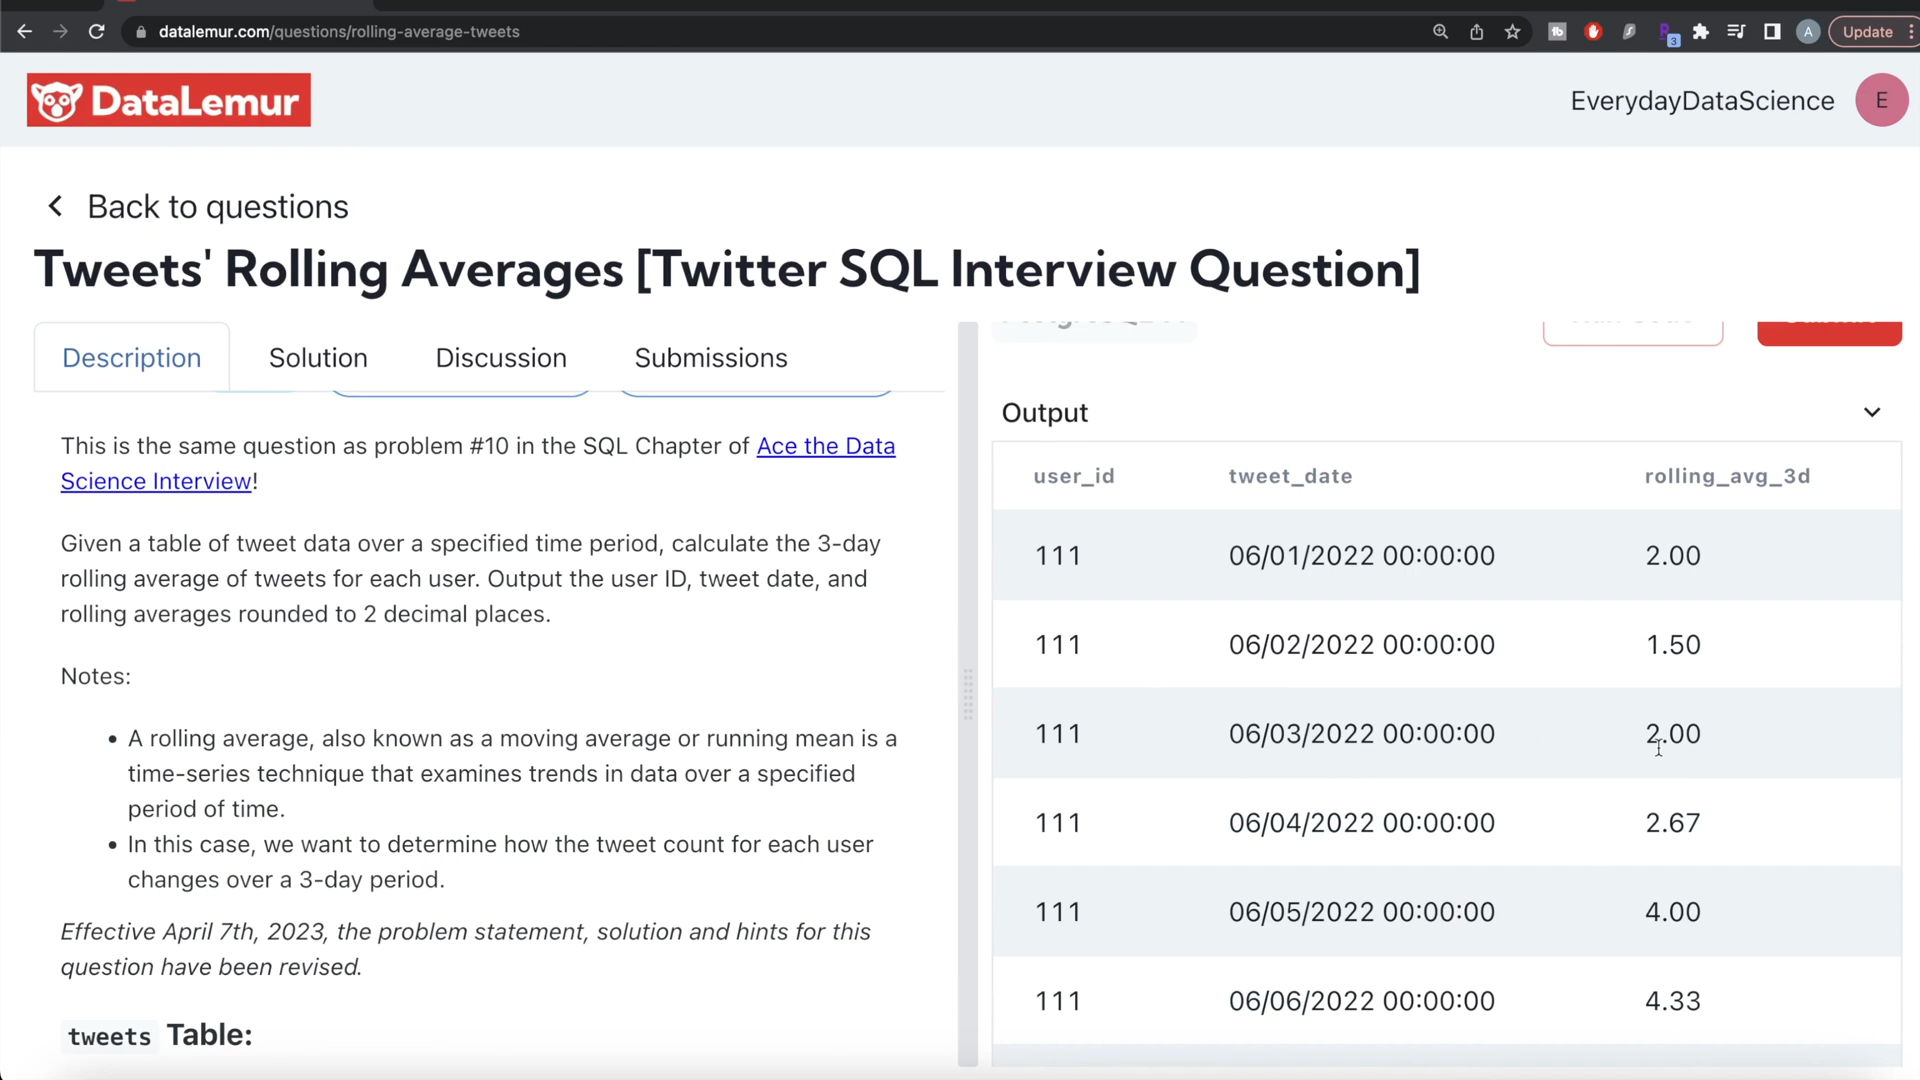 datalemur.com/questions/rolling-average-tweets
3
A
Update
DataLemur
EverydayDataScience
E
Back to questions
Tweets' Rolling Averages [Twitter SQL Interview Question]
Description
Solution
Discussion
Submissions
This is the same question as problem #10 in the SQL Chapter of Ace the Data
Science Interview!
Given a table of tweet data over a specified time period, calculate the 3-day
rolling average of tweets for each user. Output the user ID, tweet date, and
rolling averages rounded to 2 decimal places.
Notes:
• A rolling average, also known as a moving average or running mean is a
time-series technique that examines trends in data over a specified
period of time.
• In this case, we want to determine how the tweet count for each user
changes over a 3-day period.
Effective April 7th, 2023, the problem statement, solution and hints for this
question have been revised.
tweets Table:
Output
user_id tweet_date rolling_avg_3d
111 06/01/2022 00:00:00 2.00
111 06/02/2022 00:00:00 1.50
111 06/03/2022 00:00:00 2.00
111 06/04/2022 00:00:00 2.67
111 06/05/2022 00:00:00 4.00
111 06/06/2022 00:00:00 4.33